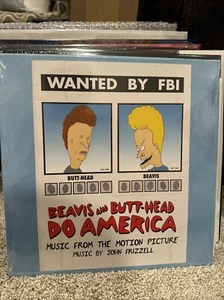 WANTED BY FBI
BUTT-HEAD BEAVIS
BEAVIS AND BUTT-HEAD
DO AMERICA
MUSIC FROM THE MOTION PICTURE
MUSIC BY JOHN FRIZZELL